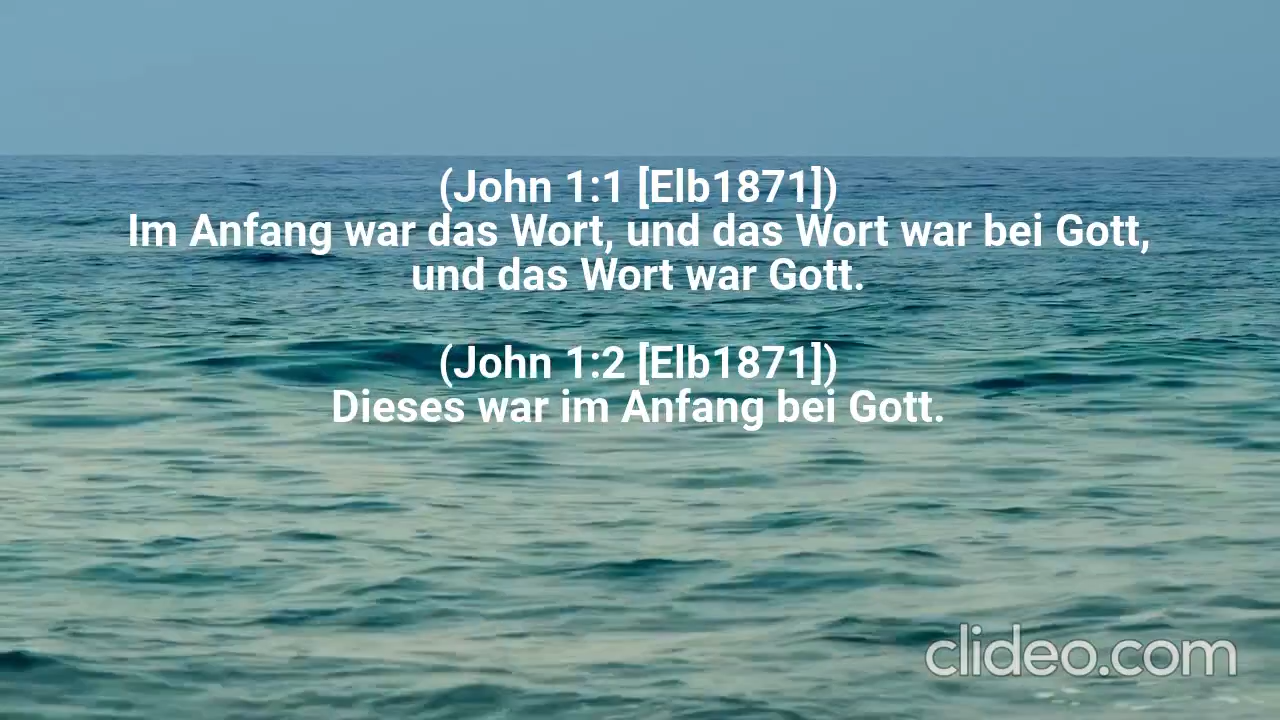 (John 1:1 [Elb1871])
Im Anfang war das Wort, und das Wort war bei Gott,
und das Wort war Gott.
(John 1:2 [Elb1871])
Dieses war im Anfang bei Gott.
clideo.com